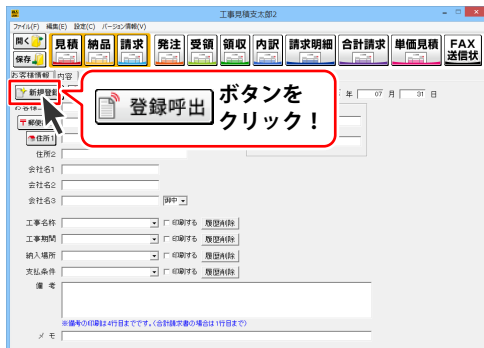 工事見積支太郎2
ファイル(F) 編集(E) 設定(C) バージョン情報(V)
開く 見積 納品 請求 発注 受領 領収 内訳 請求明細 合計請求 単価見積 FAX送信状
保存
お客様情報 内容
新規登録
登録呼出 ボタンを
クリック!
年 07 月 31 日
〒郵便
住所1
住所2
会社名1
会社名2
会社名3 御中
工事名称 印刷する 履歴削除
工事期間 印刷する 履歴削除
納入場所 印刷する 履歴削除
支払条件 印刷する 履歴削除
備 考
※備考の印刷は4行目までです。(合計請求書の場合は1行目まで)
メ モ